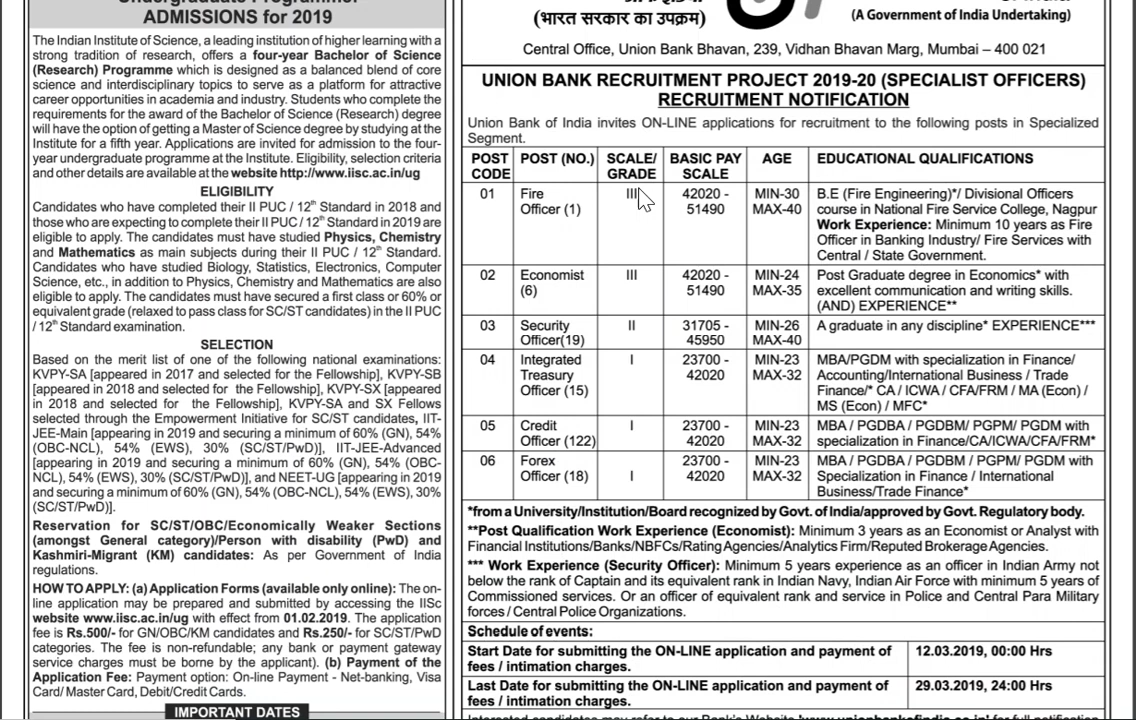 ADMISSIONS for 2019
The Indian Institute of Science, a leading institution of higher learning with a
strong tradition of research, offers a four-year Bachelor of Science
(Research) Programme which is designed as a balanced blend of core
science and interdisciplinary topics to serve as a platform for attractive
career opportunities in academia and industry. Students who complete the
requirements for the award of the Bachelor of Science (Research) degree
will have the option of getting a Master of Science degree by studying at the
Institute for a fifth year. Applications are invited for admission to the four-
year undergraduate programme at the Institute. Eligibility, selection criteria
and other details are available at the website http://www.iisc.ac.in/ug
ELIGIBILITY
Candidates who have completed their II PUC / 12th Standard in 2018 and
those who are expecting to complete their II PUC / 12th Standard in 2019 are
eligible to apply. The candidates must have studied Physics, Chemistry
and Mathematics as main subjects during their II PUC / 12th Standard.
Candidates who have studied Biology, Statistics, Electronics, Computer
Science, etc., in addition to Physics, Chemistry and Mathematics are also
eligible to apply. The candidates must have secured a first class or 60% or
equivalent grade (relaxed to pass class for SC/ST candidates) in the II PUC
/ 12th Standard examination.
SELECTION
Based on the merit list of one of the following national examinations:
KVPY-SA [appeared in 2017 and selected for the Fellowship], KVPY-SB
[appeared in 2018 and selected for the Fellowship], KVPY-SX [appeared
in 2018 and selected for the Fellowship], KVPY-SA and SX Fellows
selected through the Empowerment Initiative for SC/ST candidates, IIT-
JEE-Main [appearing in 2019 and securing a minimum of 60% (GN), 54%
(OBC-NCL), 54% (EWS), 30% (SC/ST/PwD)], IIT-JEE-Advanced
[appearing in 2019 and securing a minimum of 60% (GN), 54% (OBC-
NCL), 54% (EWS), 30% (SC/ST/PwD)], and NEET-UG [appearing in 2019
and securing a minimum of 60% (GN), 54% (OBC-NCL), 54% (EWS), 30%
(SC/ST/PwD)].
Reservation for SC/ST/OBC/Economically Weaker Sections
(amongst General category)/Person with disability (PwD) and
Kashmiri-Migrant (KM) candidates: As per Government of India
regulations.
HOW TO APPLY: (a) Application Forms (available only online): The on-
line application may be prepared and submitted by accessing the IISc
website www.iisc.ac.in/ug with effect from 01.02.2019. The application
fee is Rs.500/- for GN/OBC/KM candidates and Rs.250/- for SC/ST/PwD
categories. The fee is non-refundable; any bank or payment gateway
service charges must be borne by the applicant). (b) Payment of the
Application Fee: Payment option: On-line Payment - Net-banking, Visa
Card/ Master Card, Debit/Credit Cards.
IMPORTANT DATES
(भारत सरकार का उपक्रम)
(A Government of India Undertaking)
Central Office, Union Bank Bhavan, 239, Vidhan Bhavan Marg, Mumbai – 400 021
UNION BANK RECRUITMENT PROJECT 2019-20 (SPECIALIST OFFICERS)
RECRUITMENT NOTIFICATION
Union Bank of India invites ON-LINE applications for recruitment to the following posts in Specialized
Segment.
POST POST (NO.) SCALE/ BASIC PAY AGE EDUCATIONAL QUALIFICATIONS
CODE GRADE SCALE
01 Fire III 42020 - MIN-30 B.E (Fire Engineering)*/ Divisional Officers
Officer (1) 51490 MAX-40 course in National Fire Service College, Nagpur
Work Experience: Minimum 10 years as Fire
Officer in Banking Industry/ Fire Services with
Central / State Government.
02 Economist III 42020 - MIN-24 Post Graduate degree in Economics* with
(6) 51490 MAX-35 excellent communication and writing skills.
(AND) EXPERIENCE**
03 Security II 31705 - MIN-26 A graduate in any discipline* EXPERIENCE***
Officer(19) 45950 MAX-40
04 Integrated I 23700 - MIN-23 MBA/PGDM with specialization in Finance/
Treasury 42020 MAX-32 Accounting/International Business / Trade
Officer (15) Finance/* CA / ICWA / CFA/FRM / MA (Econ) /
MS (Econ) / MFC*
05 Credit I 23700 - MIN-23 MBA / PGDBA / PGDBM/ PGPM/ PGDM with
Officer (122) 42020 MAX-32 specialization in Finance/CA/ICWA/CFA/FRM*
06 Forex 23700 - MIN-23 MBA / PGDBA / PGDBM / PGPM/ PGDM with
Officer (18) I 42020 MAX-32 Specialization in Finance / International
Business/Trade Finance*
*from a University/Institution/Board recognized by Govt. of India/approved by Govt. Regulatory body.
**Post Qualification Work Experience (Economist): Minimum 3 years as an Economist or Analyst with
Financial Institutions/Banks/NBFCs/Rating Agencies/Analytics Firm/Reputed Brokerage Agencies.
*** Work Experience (Security Officer): Minimum 5 years experience as an officer in Indian Army not
below the rank of Captain and its equivalent rank in Indian Navy, Indian Air Force with minimum 5 years of
Commissioned services. Or an officer of equivalent rank and service in Police and Central Para Military
forces / Central Police Organizations.
Schedule of events:
Start Date for submitting the ON-LINE application and payment of 12.03.2019, 00:00 Hrs
fees / intimation charges.
Last Date for submitting the ON-LINE application and payment of 29.03.2019, 24:00 Hrs
fees / intimation charges.